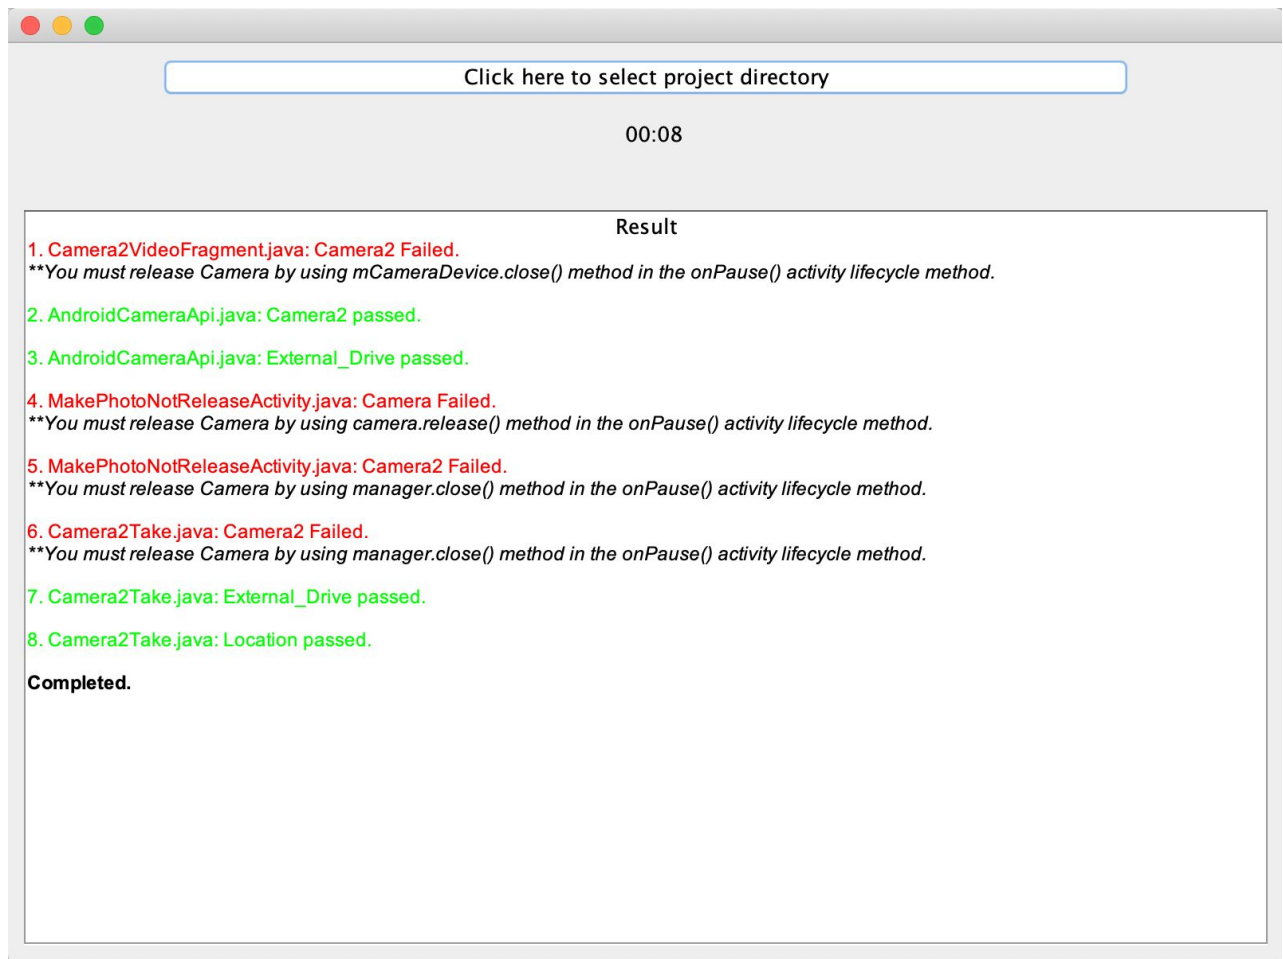 Click here to select project directory
00:08
Result
1. Camera2VideoFragment.java: Camera2 Failed.
**You must release Camera by using mCameraDevice.close() method in the onPause() activity lifecycle method.
2. AndroidCameraApi.java: Camera2 passed.
3. AndroidCameraApi.java: External_Drive passed.
4. MakePhotoNotReleaseActivity.java: Camera Failed.
**You must release Camera by using camera.release() method in the onPause() activity lifecycle method.
5. MakePhotoNotReleaseActivity.java: Camera2 Failed.
**You must release Camera by using manager.close() method in the onPause() activity lifecycle method.
6. Camera2Take.java: Camera2 Failed.
**You must release Camera by using manager.close() method in the onPause() activity lifecycle method.
7. Camera2Take.java: External_Drive passed.
8. Camera2Take.java: Location passed.
Completed.